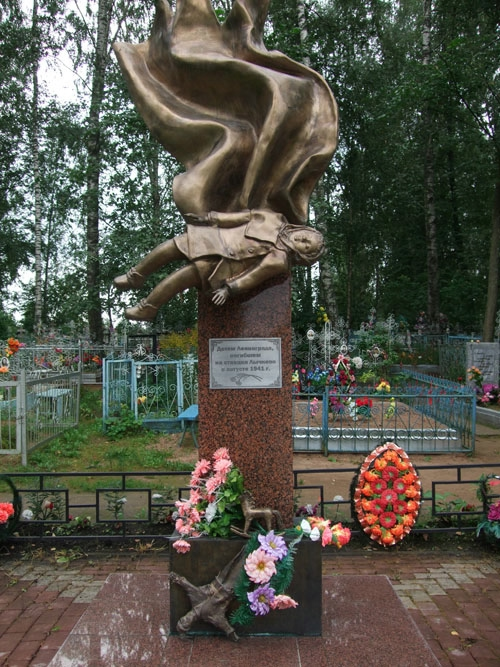 Детям Ленинграда,
погибшим
на станции Лычково
в августе 1941 г.